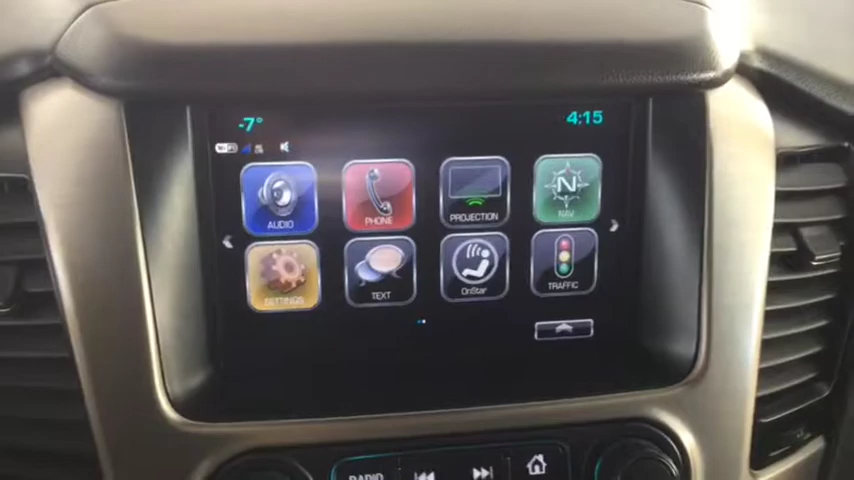 -7°
4:15
AUDIO
PHONE
PROJECTION
N
NAV
SETTINGS
TEXT
OnStar
TRAFFIC
RADIO